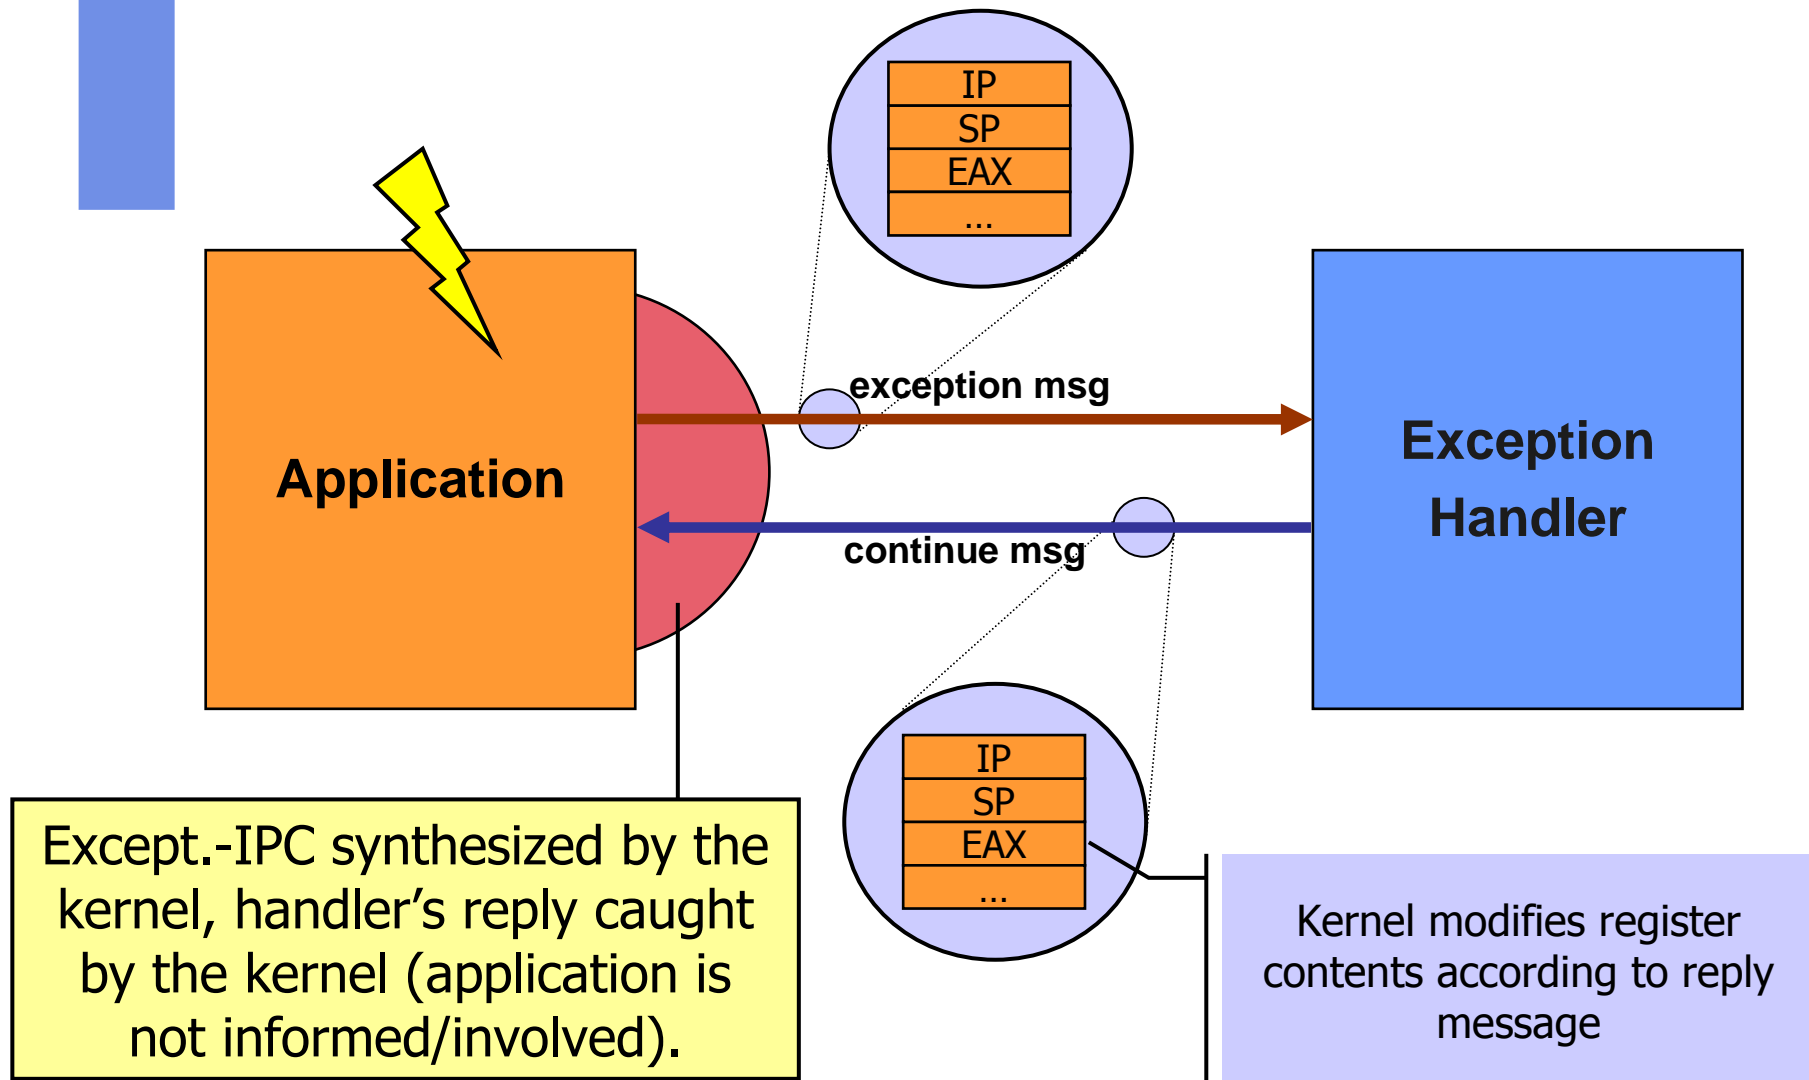 IP
SP
EAX
...
exception msg
Application
Exception
Handler
continue msg
IP
SP
EAX
...
Except.-IPC synthesized by the
kernel, handler’s reply caught
by the kernel (application is
not informed/involved).
Kernel modifies register
contents according to reply
message